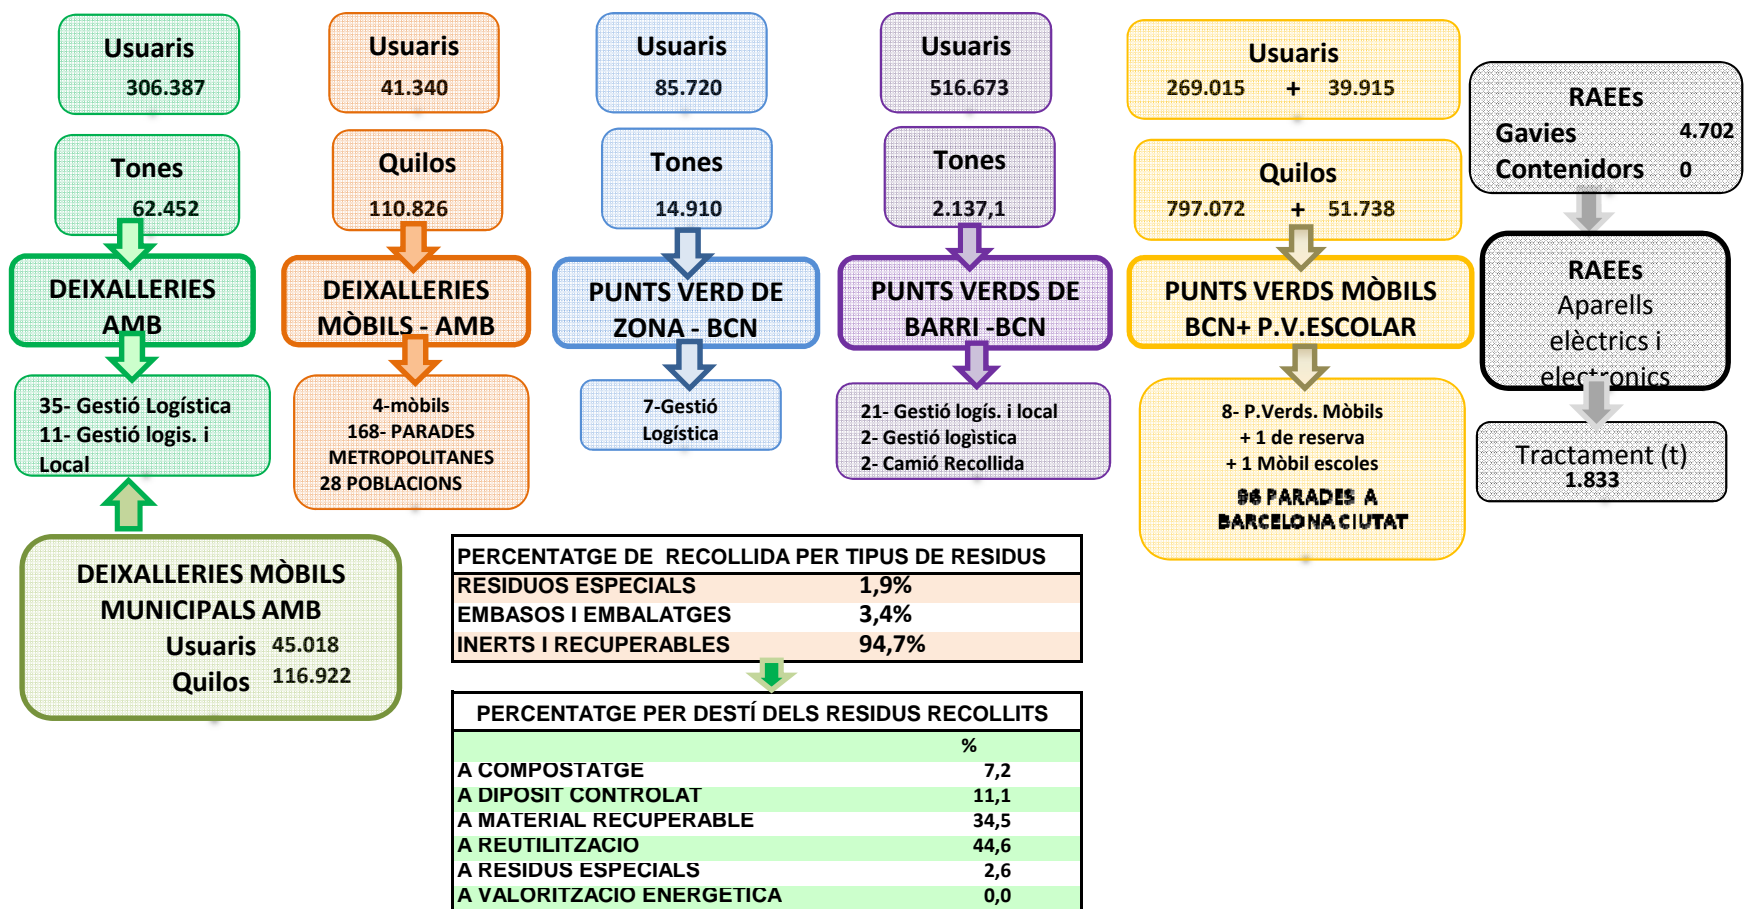 Usuaris
306.387
Tones
62.452
DEIXALLERIES
AMB
35- Gestió Logística
11- Gestió logis. i
Local
DEIXALLERIES MÒBILS
MUNICIPALS AMB
Usuaris 45.018
Quilos 116.922
Usuaris
41.340
Quilos
110.826
DEIXALLERIES
MÒBILS - AMB
4-mòbils
168- PARADES
METROPOLITANES
28 POBLACIONS
Usuaris
85.720
Tones
14.910
PUNTS VERD DE
ZONA - BCN
7-Gestió
Logística
Usuaris
516.673
Tones
2.137,1
PUNTS VERDS DE
BARRI -BCN
21- Gestió logís. i local
2- Gestió logìstica
2- Camió Recollida
Usuaris
269.015 + 39.915
Quilos
797.072 + 51.738
PUNTS VERDS MÒBILS
BCN+ P.V.ESCOLAR
8- P.Verds. Mòbils
+ 1 de reserva
+ 1 Mòbil escoles
96 PARADES A
BARCELONA CIUTAT
RAEEs
Gavies 4.702
Contenidors 0
RAEEs
Aparells
elèctrics i
electronics
Tractament (t)
1.833
PERCENTATGE DE RECOLLIDA PER TIPUS DE RESIDUS
RESIDUOS ESPECIALS 1,9%
EMBASOS I EMBALATGES 3,4%
INERTS I RECUPERABLES 94,7%
PERCENTATGE PER DESTÍ DELS RESIDUS RECOLLITS
%
A COMPOSTATGE 7,2
A DIPOSIT CONTROLAT 11,1
A MATERIAL RECUPERABLE 34,5
A REUTILITZACIO 44,6
A RESIDUS ESPECIALS 2,6
A VALORITZACIO ENERGETICA 0,0